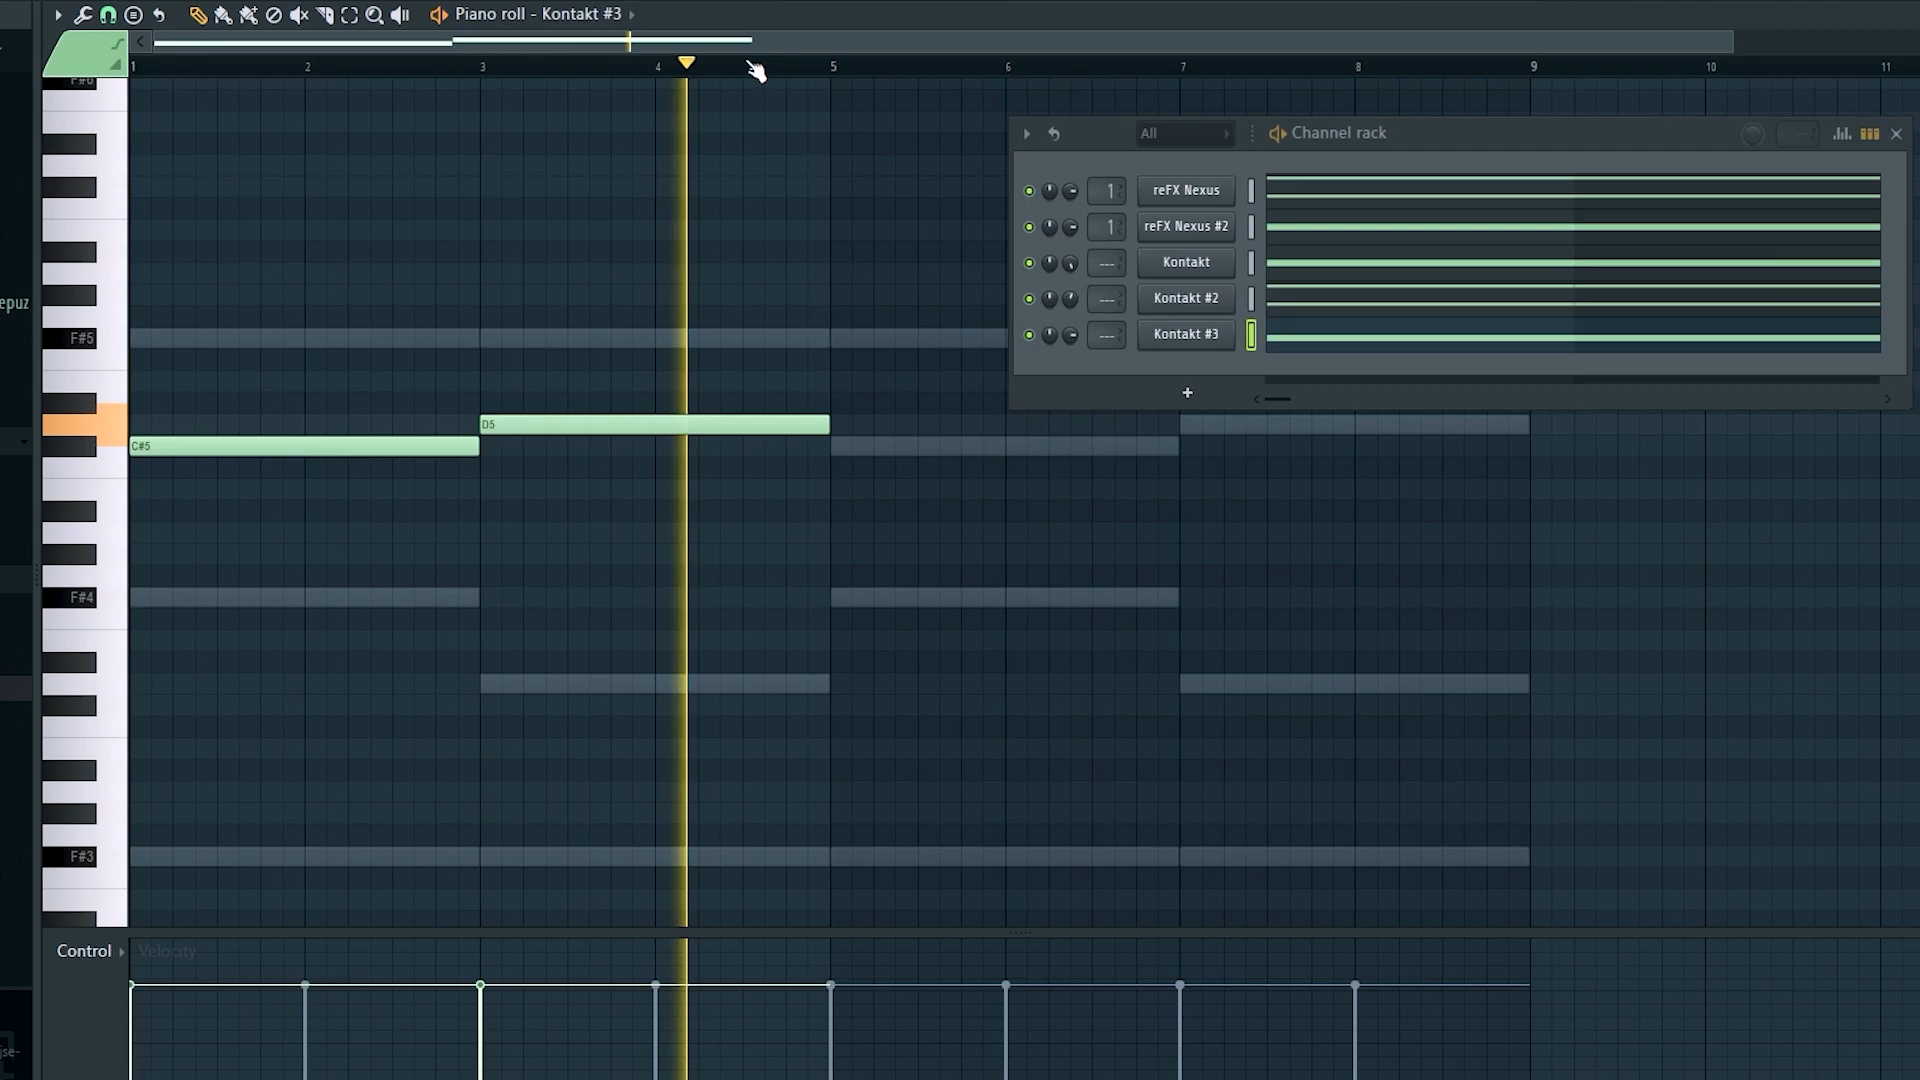 Piano roll - Kontakt #3
1 2 3 4 5 6 7 8 9 10 11
F#6
All
Channel rack
1 reFX Nexus
1 reFX Nexus #2
--- Kontakt
--- Kontakt #2
--- Kontakt #3
+
epuz
F#5
D5
C#5
F#4
F#3
Control
Velocity
jse-